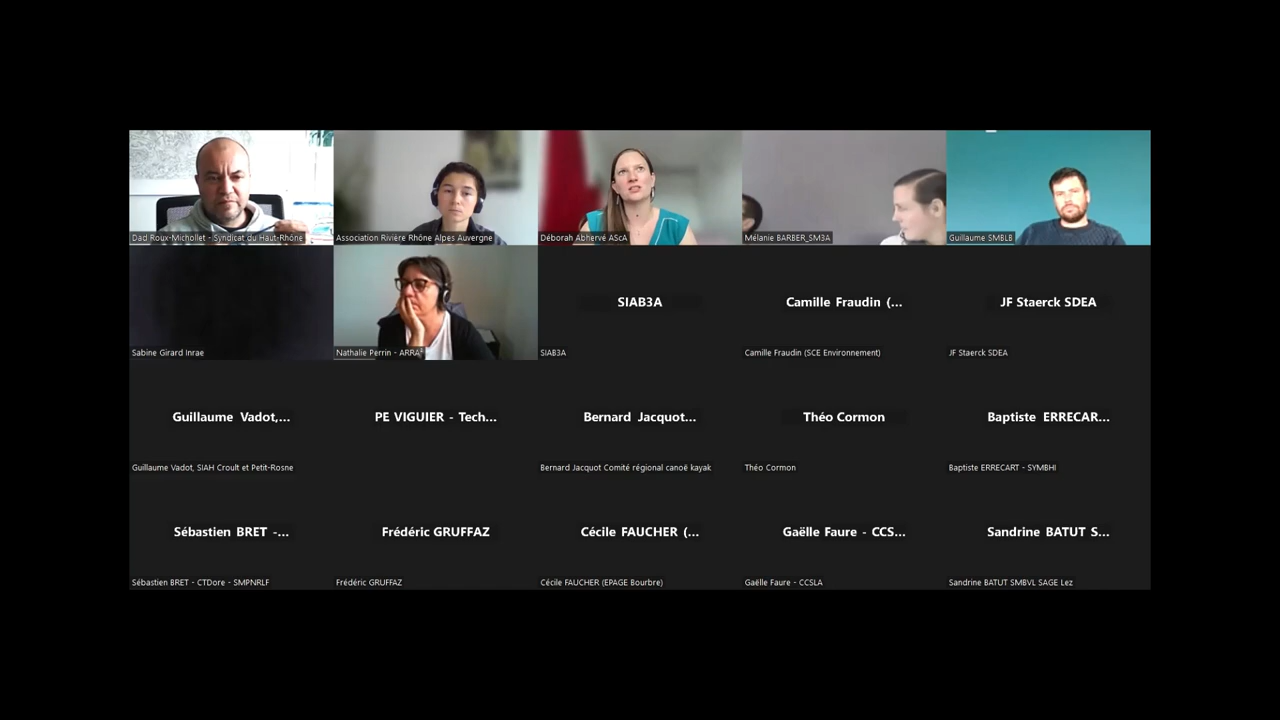 Dad Roux-Michollet - Syndicat du Haut-Rhône
Association Rivière Rhône Alpes Auvergne
Déborah Abhervé AScA
Mélanie BARBER_SM3A
Guillaume SMBLB
Sabine Girard Inrae
Nathalie Perrin - ARRA²
SIAB3A
SIAB3A
Camille Fraudin (...
Camille Fraudin (SCE Environnement)
JF Staerck SDEA
JF Staerck SDEA
Guillaume Vadot,...
Guillaume Vadot, SIAH Croult et Petit-Rosne
PE VIGUIER - Tech...
Bernard Jacquot...
Bernard Jacquot Comité régional canoë kayak
Théo Cormon
Théo Cormon
Baptiste ERRECAR...
Baptiste ERRECART - SYMBHI
Sébastien BRET -...
Sébastien BRET - CTDore - SMPNRLF
Frédéric GRUFFAZ
Frédéric GRUFFAZ
Cécile FAUCHER (...
Cécile FAUCHER (EPAGE Bourbre)
Gaëlle Faure - CCS...
Gaëlle Faure - CCSLA
Sandrine BATUT S...
Sandrine BATUT SMBVL SAGE Lez